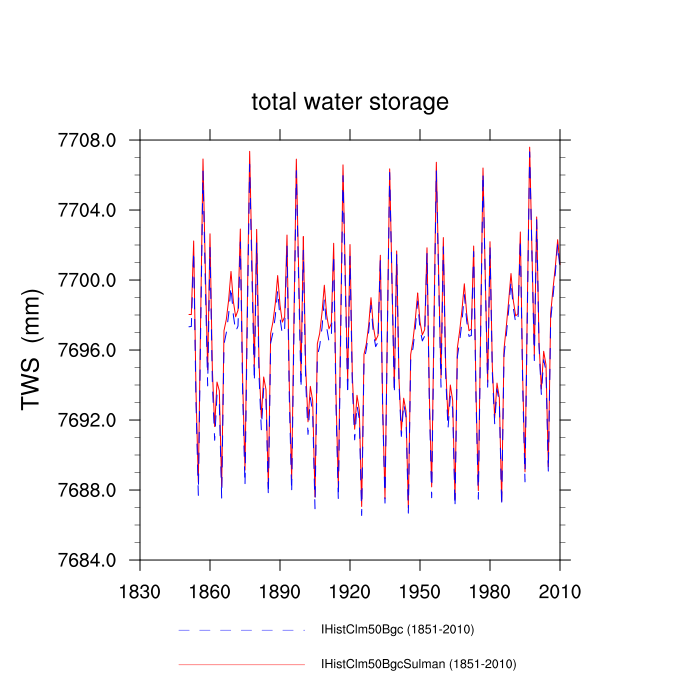 total water storage
7708.0
7704.0
7700.0
7696.0
7692.0
7688.0
7684.0
TWS (mm)
1830 1860 1890 1920 1950 1980 2010
IHistClm50Bgc (1851-2010)
IHistClm50BgcSulman (1851-2010)